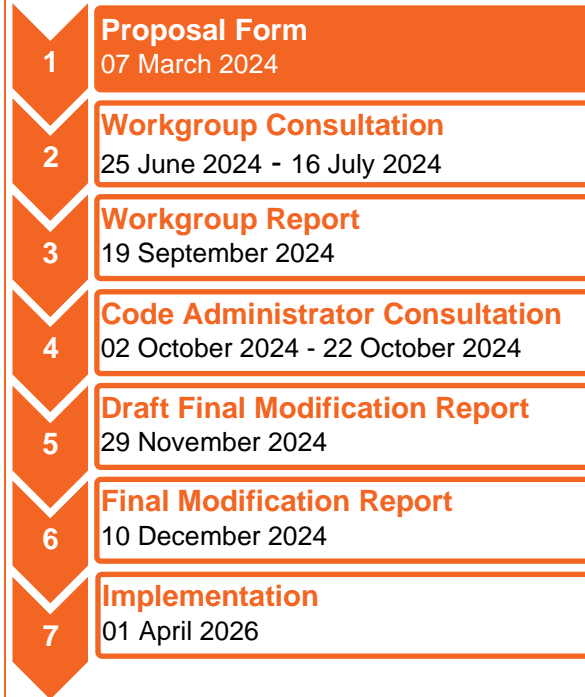 1
Proposal Form
07 March 2024
2
Workgroup Consultation
25 June 2024 - 16 July 2024
3
Workgroup Report
19 September 2024
4
Code Administrator Consultation
02 October 2024 - 22 October 2024
5
Draft Final Modification Report
29 November 2024
6
Final Modification Report
10 December 2024
7
Implementation
01 April 2026